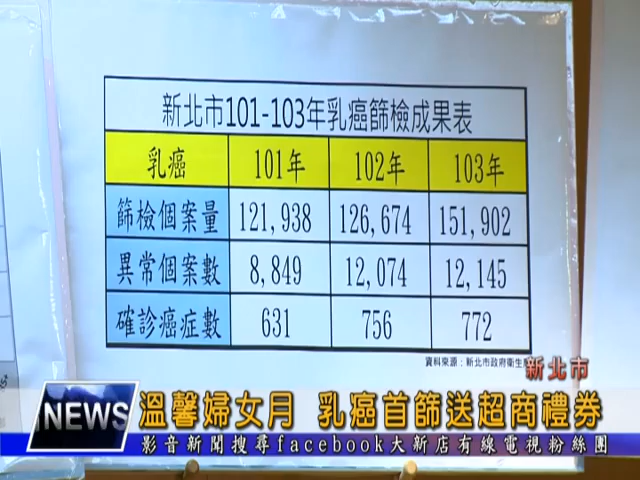 新北市101-103年乳癌篩檢成果表
乳癌 101年 102年 103年
篩檢個案量 121,938 126,674 151,902
異常個案數 8,849 12,074 12,145
確診癌症數 631 756 772
資料來源：新北市政府衛生
新北市
NEWS 溫馨婦女月 乳癌首篩送超商禮券
影音新聞搜尋facebook大新店有線電視粉絲團